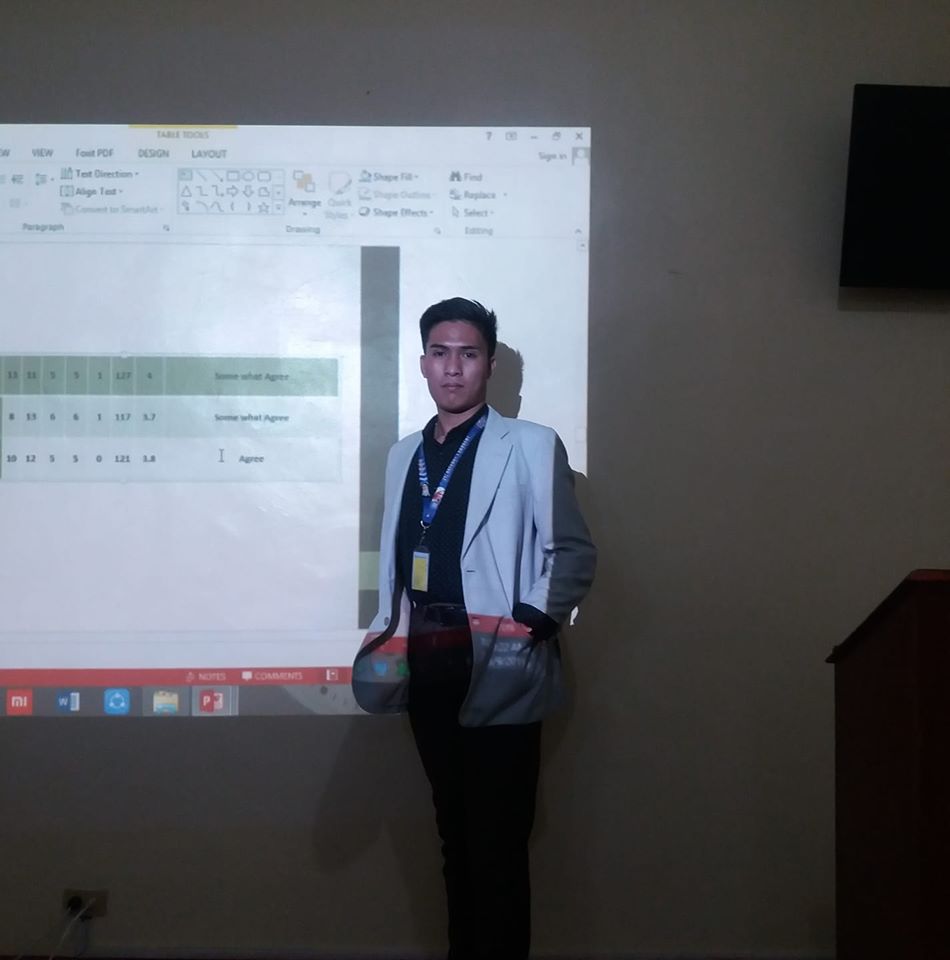 TABLE TOOLS
?
EW VIEW Foxit PDF DESIGN LAYOUT Sign in
Text Direction
Align Text
Convert to SmartArt
Arrange
Quick Styles
Shape Fill
Shape Outline
Shape Effects
Find
Replace
Select
Paragraph Drawing Editing
13 11 5 5 1 127 4 Some what Agree
8 13 6 6 1 117 3.7 Some what Agree
10 12 5 5 0 121 3.8 Agree
NOTES COMMENTS
mi W P